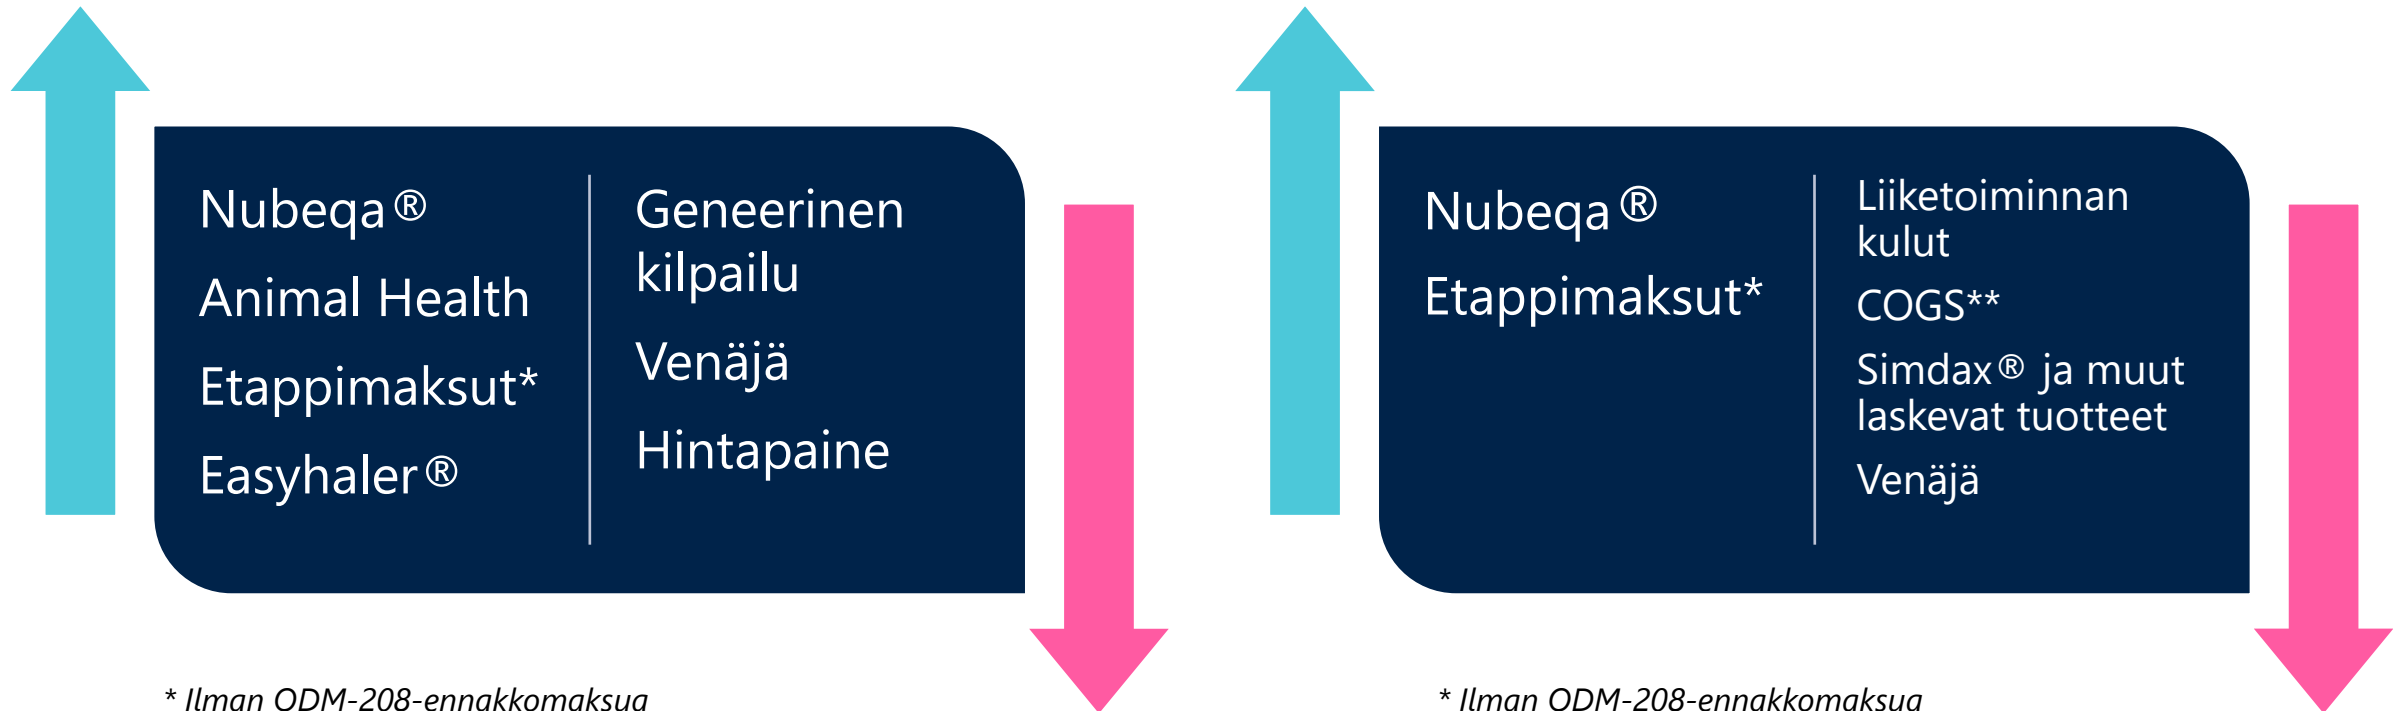 Nubeqa®
Animal Health
Etappimaksut*
Easyhaler®
Geneerinen
kilpailu
Venäjä
Hintapaine
* Ilman ODM-208-ennakkomaksua
Nubeqa®
Etappimaksut*
Liiketoiminnan
kulut
COGS**
Simdax® ja muut
laskevat tuotteet
Venäjä
* Ilman ODM-208-ennakkomaksua